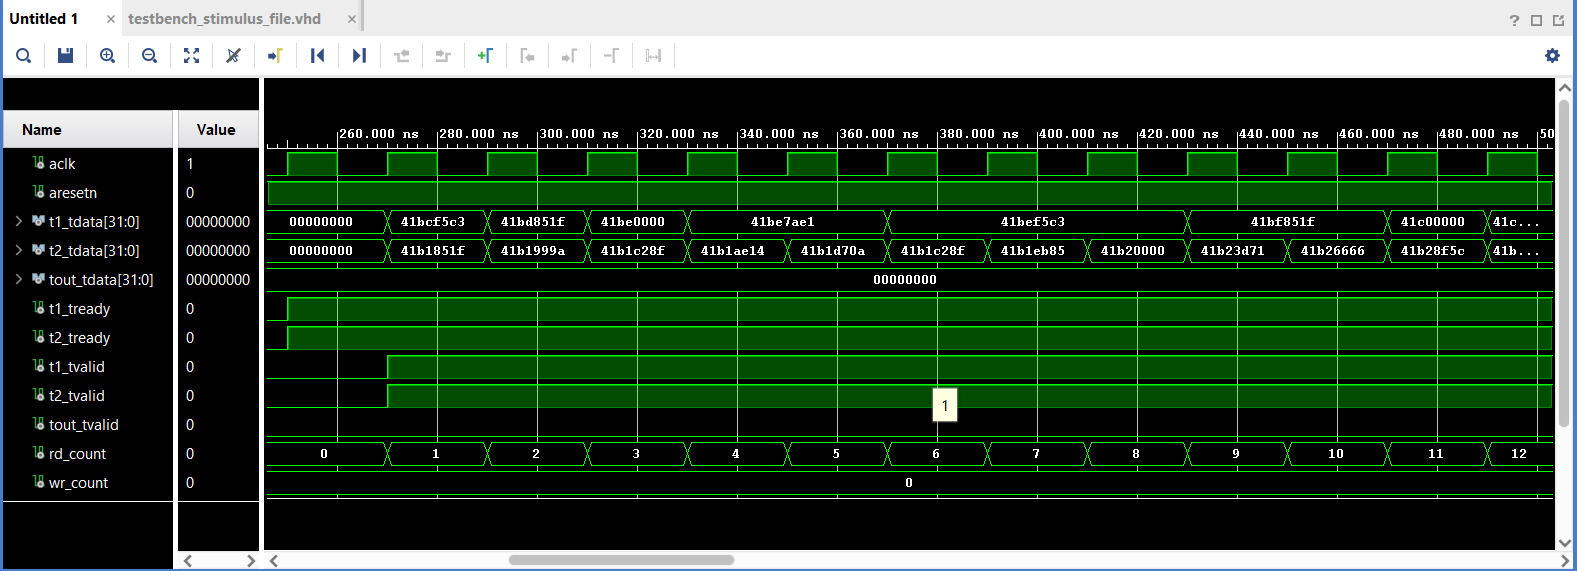 Untitled 1 × testbench_stimulus_file.vhd ×
?
Name Value
260.000 ns 280.000 ns 300.000 ns 320.000 ns 340.000 ns 360.000 ns 380.000 ns 400.000 ns 420.000 ns 440.000 ns 460.000 ns 480.000 ns 50
aclk 1
aresetn 0
t1_tdata[31:0] 00000000 00000000 41bcf5c3 41bd851f 41be0000 41be7ae1 41bef5c3 41bf851f 41c00000 41c...
t2_tdata[31:0] 00000000 00000000 41b1851f 41b1999a 41b1c28f 41b1ae14 41b1d70a 41b1c28f 41b1eb85 41b20000 41b23d71 41b26666 41b28f5c 41b...
tout_tdata[31:0] 00000000 00000000
t1_tready 0
t2_tready 0
t1_tvalid 0
t2_tvalid 0
1
tout_tvalid 0
rd_count 0 0 1 2 3 4 5 6 7 8 9 10 11 12
wr_count 0 0